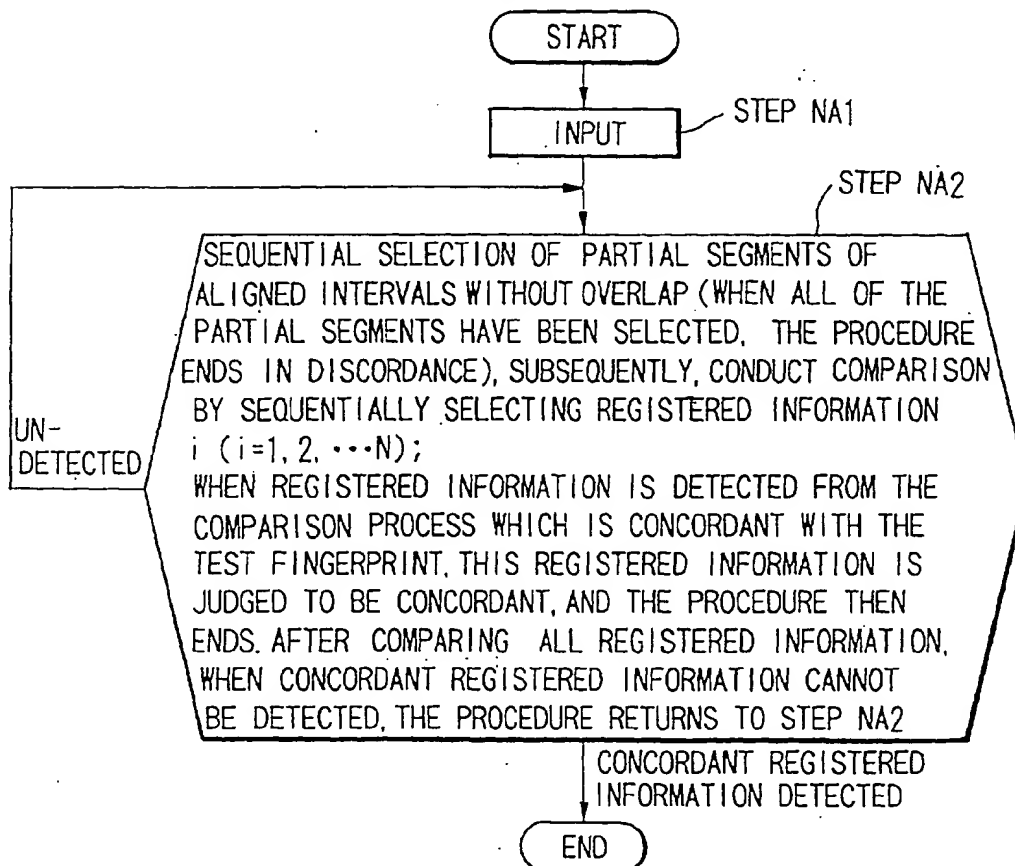 START
INPUT
STEP NA1
STEP NA2
SEQUENTIAL SELECTION OF PARTIAL SEGMENTS OF
ALIGNED INTERVALS WITHOUT OVERLAP (WHEN ALL OF THE
PARTIAL SEGMENTS HAVE BEEN SELECTED, THE PROCEDURE
ENDS IN DISCORDANCE), SUBSEQUENTLY, CONDUCT COMPARISON
BY SEQUENTIALLY SELECTING REGISTERED INFORMATION
i (i=1, 2, ···N);
WHEN REGISTERED INFORMATION IS DETECTED FROM THE
COMPARISON PROCESS WHICH IS CONCORDANT WITH THE
TEST FINGERPRINT, THIS REGISTERED INFORMATION IS
JUDGED TO BE CONCORDANT, AND THE PROCEDURE THEN
ENDS. AFTER COMPARING ALL REGISTERED INFORMATION,
WHEN CONCORDANT REGISTERED INFORMATION CANNOT
BE DETECTED, THE PROCEDURE RETURNS TO STEP NA2
UN-
DETECTED
CONCORDANT REGISTERED
INFORMATION DETECTED
END